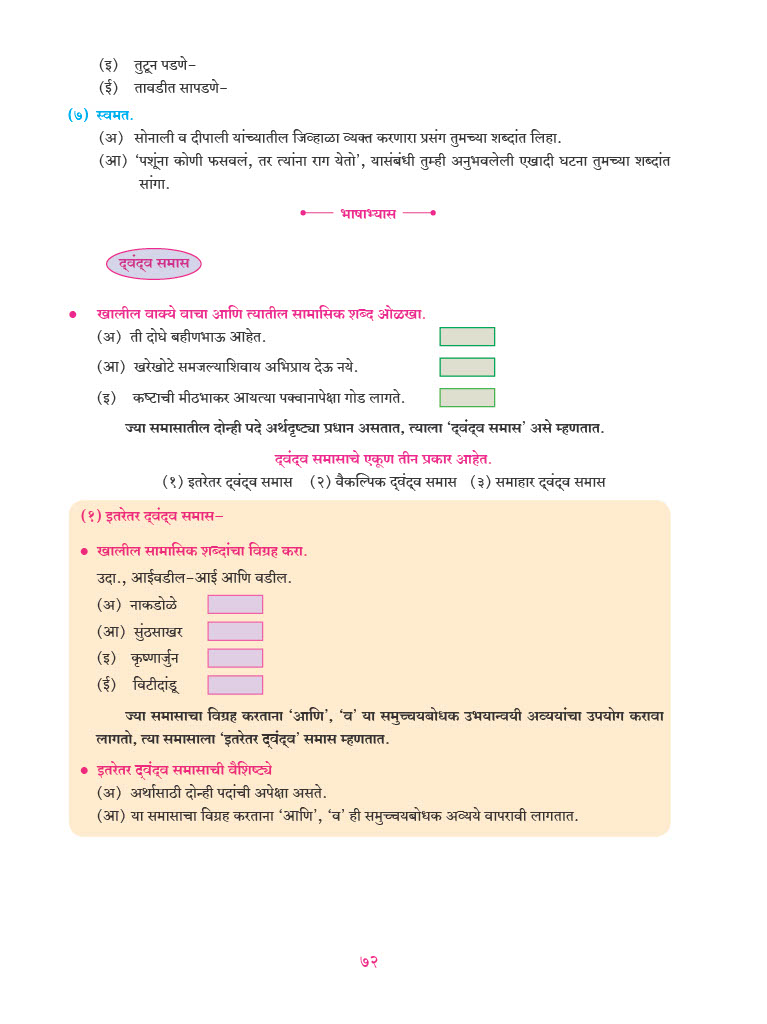 (इ) तुटून पडणे-
(ई) तावडीत सापडणे-
(७) स्वमत.
(अ) सोनाली व दीपाली यांच्यातील जिव्हाळा व्यक्त करणारा प्रसंग तुमच्या शब्दांत लिहा.
(आ) ‘पशूंना कोणी फसवलं, तर त्यांना राग येतो’, यासंबंधी तुम्ही अनुभवलेली एखादी घटना तुमच्या शब्दांत
सांगा.
भाषाभ्यास
द्वंद्व समास
• खालील वाक्ये वाचा आणि त्यातील सामासिक शब्द ओळखा.
(अ) ती दोघे बहीणभाऊ आहेत.
(आ) खरेखोटे समजल्याशिवाय अभिप्राय देऊ नये.
(इ) कष्टाची मीठभाकर आयत्या पक्वानापेक्षा गोड लागते.
ज्या समासातील दोन्ही पदे अर्थदृष्ट्या प्रधान असतात, त्याला ‘द्वंद्व समास’ असे म्हणतात.
द्वंद्व समासाचे एकूण तीन प्रकार आहेत.
(१) इतरेतर द्वंद्व समास (२) वैकल्पिक द्वंद्व समास (३) समाहार द्वंद्व समास
(१) इतरेतर द्वंद्व समास-
• खालील सामासिक शब्दांचा विग्रह करा.
उदा., आईवडील-आई आणि वडील.
(अ) नाकडोळे
(आ) सुंठसाखर
(इ) कृष्णार्जुन
(ई) विटीदांडू
ज्या समासाचा विग्रह करताना ‘आणि’, ‘व’ या समुच्चयबोधक उभयान्वयी अव्ययांचा उपयोग करावा
लागतो, त्या समासाला ‘इतरेतर द्वंद्व’ समास म्हणतात.
• इतरेतर द्वंद्व समासाची वैशिष्ट्ये
(अ) अर्थासाठी दोन्ही पदांची अपेक्षा असते.
(आ) या समासाचा विग्रह करताना ‘आणि’, ‘व’ ही समुच्चयबोधक अव्यये वापरावी लागतात.
७२